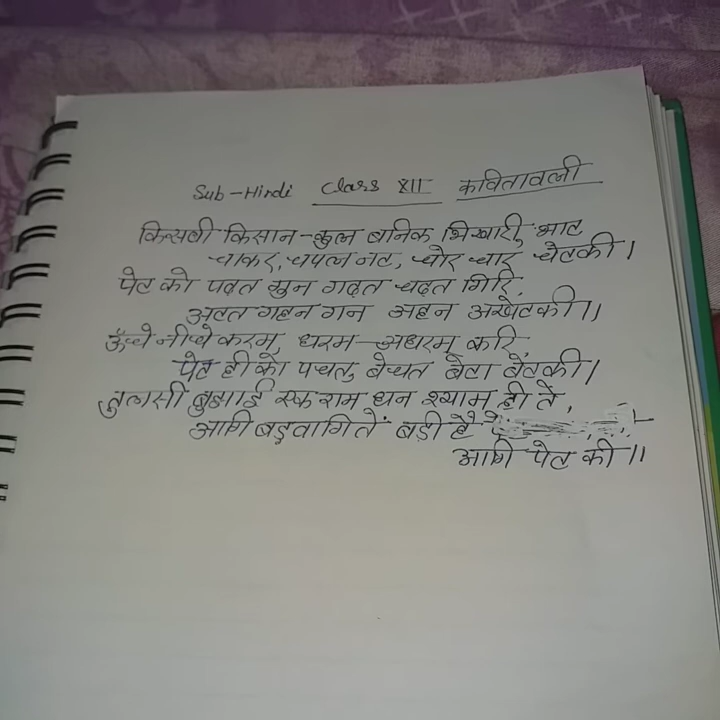 Sub-Hindi Class XII कवितावली
किसबी किसान-कुल बनिक भिखारी, भाट
चाकर, चपल नट, चोर चार चेटकी।
पेट को पढ़त गुन गढ़त चढ़त गिरि,
अटत गहन गन अहन अखेटकी॥
ऊँचे नीचे करम, धरम-अधरम करि,
पेट ही को पचत, बेचत बेटा बेटकी।
तुलसी बुझाई एक राम घन श्याम ही तें,
आगि बड़वागि तें बड़ी है
आगि पेट की॥